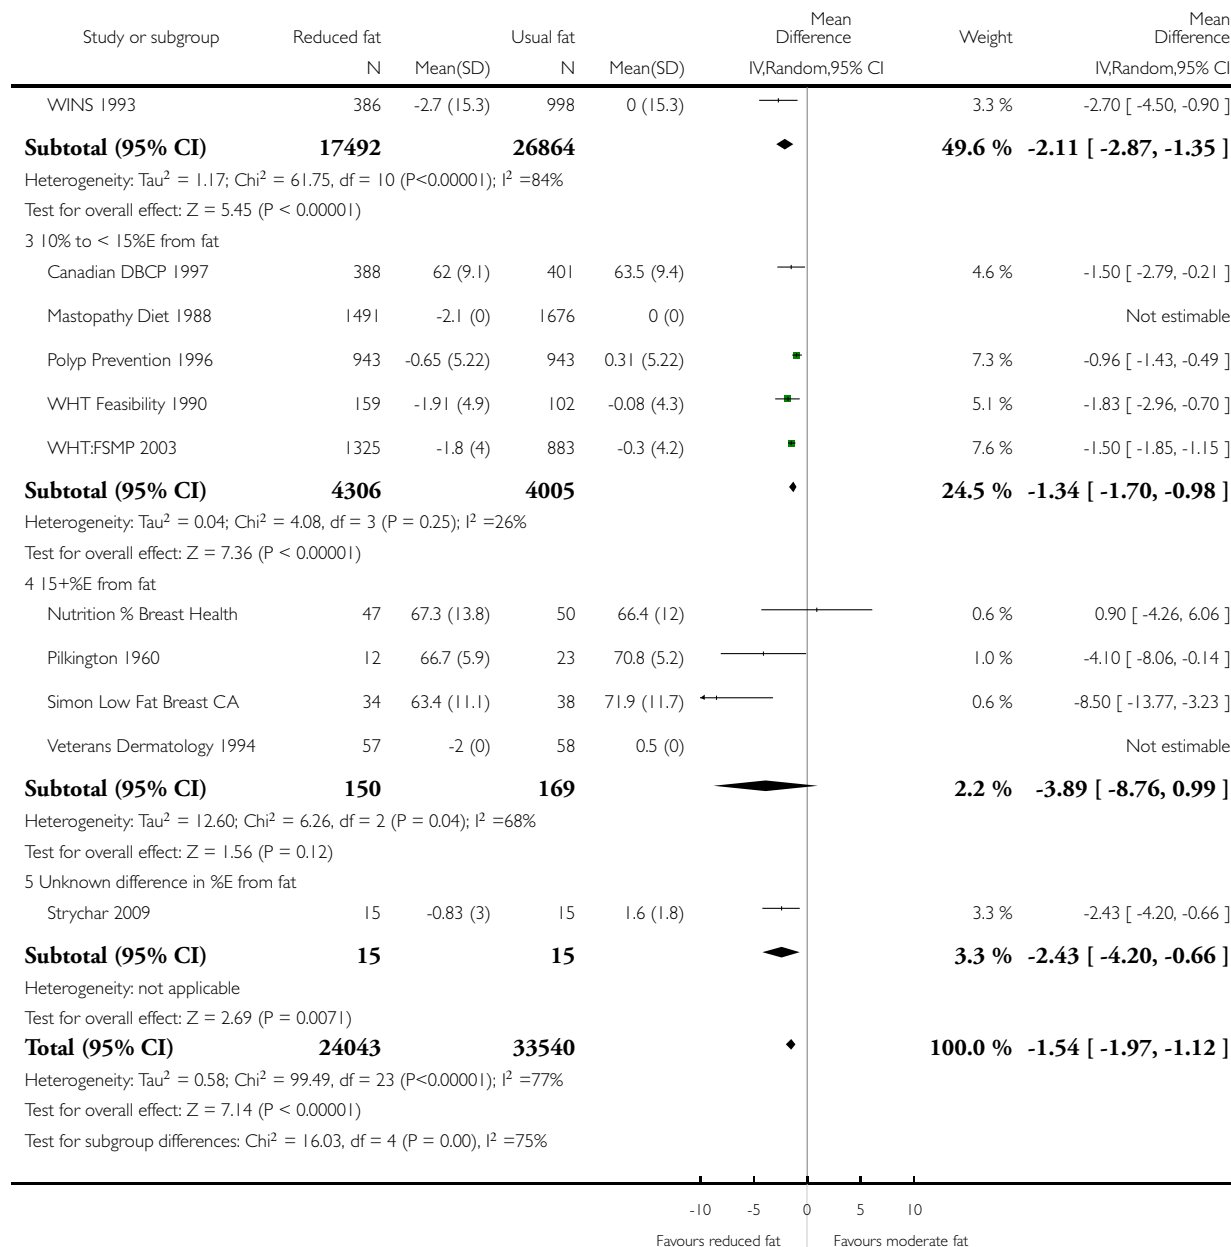 Study or subgroup Reduced fat Usual fat Mean Difference Weight Mean Difference
N Mean(SD) N Mean(SD) IV,Random,95% CI IV,Random,95% CI
WINS 1993 386 -2.7 (15.3) 998 0 (15.3) 3.3 % -2.70 [ -4.50, -0.90 ]
Subtotal (95% CI) 17492 26864 49.6 % -2.11 [ -2.87, -1.35 ]
Heterogeneity: Tau² = 1.17; Chi² = 61.75, df = 10 (P<0.00001); I² =84%
Test for overall effect: Z = 5.45 (P < 0.00001)
3 10% to < 15%E from fat
Canadian DBCP 1997 388 62 (9.1) 401 63.5 (9.4) 4.6 % -1.50 [ -2.79, -0.21 ]
Mastopathy Diet 1988 1491 -2.1 (0) 1676 0 (0) Not estimable
Polyp Prevention 1996 943 -0.65 (5.22) 943 0.31 (5.22) 7.3 % -0.96 [ -1.43, -0.49 ]
WHT Feasibility 1990 159 -1.91 (4.9) 102 -0.08 (4.3) 5.1 % -1.83 [ -2.96, -0.70 ]
WHT:FSMP 2003 1325 -1.8 (4) 883 -0.3 (4.2) 7.6 % -1.50 [ -1.85, -1.15 ]
Subtotal (95% CI) 4306 4005 24.5 % -1.34 [ -1.70, -0.98 ]
Heterogeneity: Tau² = 0.04; Chi² = 4.08, df = 3 (P = 0.25); I² =26%
Test for overall effect: Z = 7.36 (P < 0.00001)
4 15+%E from fat
Nutrition % Breast Health 47 67.3 (13.8) 50 66.4 (12) 0.6 % 0.90 [ -4.26, 6.06 ]
Pilkington 1960 12 66.7 (5.9) 23 70.8 (5.2) 1.0 % -4.10 [ -8.06, -0.14 ]
Simon Low Fat Breast CA 34 63.4 (11.1) 38 71.9 (11.7) 0.6 % -8.50 [ -13.77, -3.23 ]
Veterans Dermatology 1994 57 -2 (0) 58 0.5 (0) Not estimable
Subtotal (95% CI) 150 169 2.2 % -3.89 [ -8.76, 0.99 ]
Heterogeneity: Tau² = 12.60; Chi² = 6.26, df = 2 (P = 0.04); I² =68%
Test for overall effect: Z = 1.56 (P = 0.12)
5 Unknown difference in %E from fat
Strychar 2009 15 -0.83 (3) 15 1.6 (1.8) 3.3 % -2.43 [ -4.20, -0.66 ]
Subtotal (95% CI) 15 15 3.3 % -2.43 [ -4.20, -0.66 ]
Heterogeneity: not applicable
Test for overall effect: Z = 2.69 (P = 0.0071)
Total (95% CI) 24043 33540 100.0 % -1.54 [ -1.97, -1.12 ]
Heterogeneity: Tau² = 0.58; Chi² = 99.49, df = 23 (P<0.00001); I² =77%
Test for overall effect: Z = 7.14 (P < 0.00001)
Test for subgroup differences: Chi² = 16.03, df = 4 (P = 0.00), I² =75%
-10 -5 0 5 10
Favours reduced fat Favours moderate fat